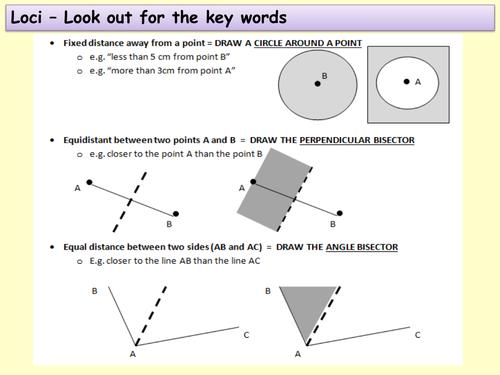 Loci – Look out for the key words
• Fixed distance away from a point = DRAW A CIRCLE AROUND A POINT
o e.g. “less than 5 cm from point B”
o e.g. “more than 3cm from point A”
B
A
• Equidistant between two points A and B = DRAW THE PERPENDICULAR BISECTOR
o e.g. closer to the point A than the point B
A
B
A
B
• Equal distance between two sides (AB and AC) = DRAW THE ANGLE BISECTOR
o E.g. closer to the line AB than the line AC
B
C
A
B
C
A